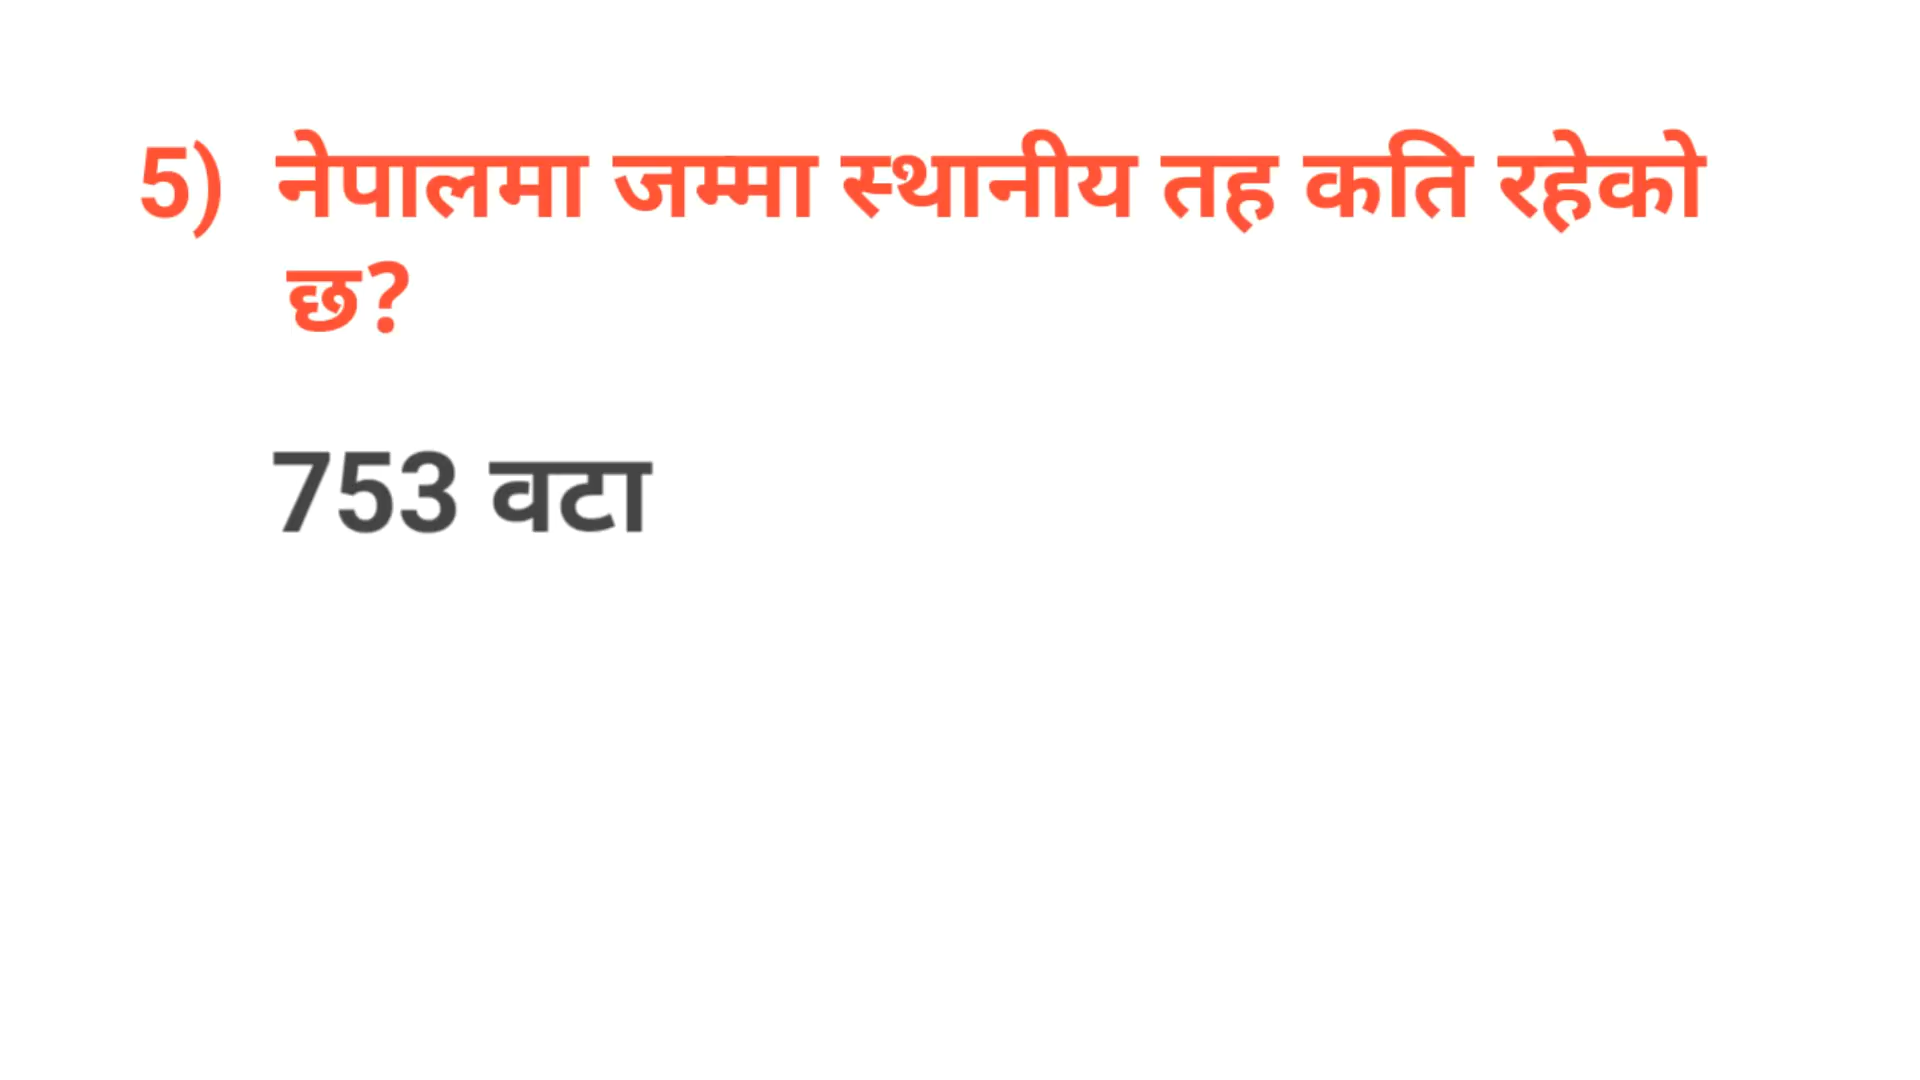 5) नेपालमा जम्मा स्थानीय तह कति रहेको
छ?
753 वटा